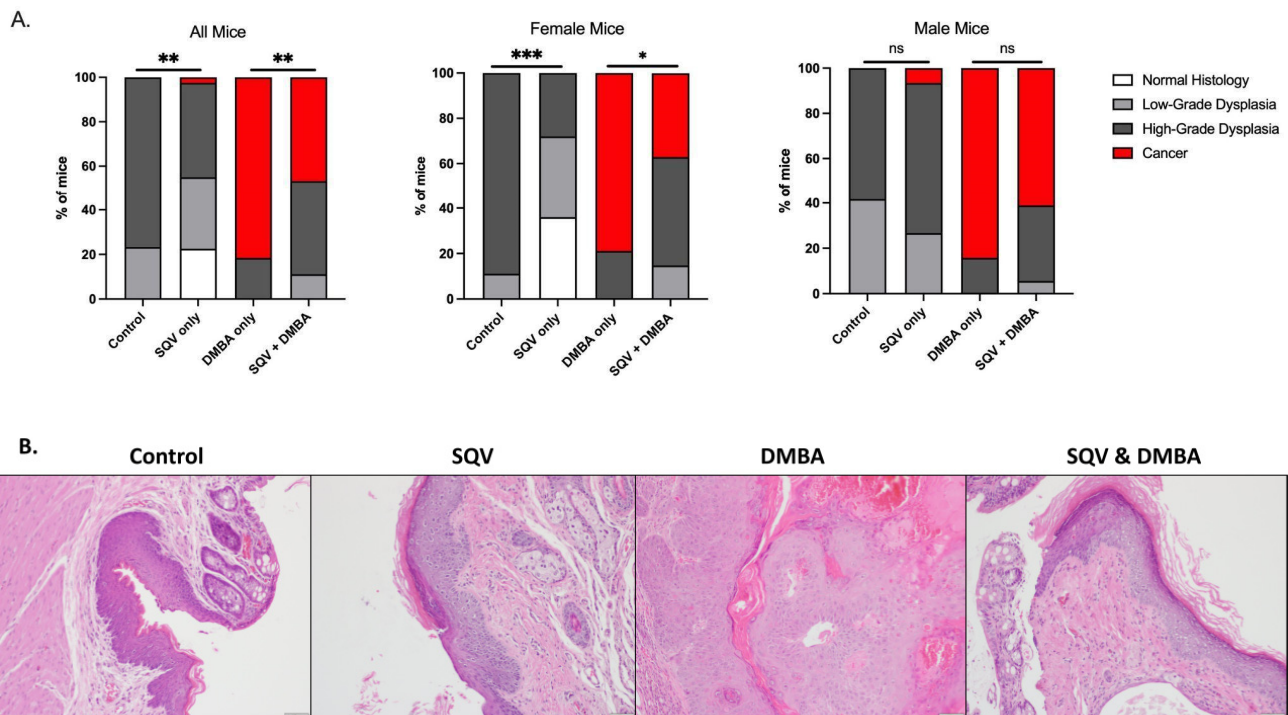 A.
All Mice
** **
% of mice
100
80
60
40
20
0
Control
SQV only
DMBA only
SQV + DMBA
Female Mice
*** *
% of mice
100
80
60
40
20
0
Control
SQV only
DMBA only
SQV + DMBA
Male Mice
ns ns
% of mice
100
80
60
40
20
0
Control
SQV only
DMBA only
SQV + DMBA
Normal Histology
Low-Grade Dysplasia
High-Grade Dysplasia
Cancer
B.
Control
SQV
DMBA
SQV & DMBA